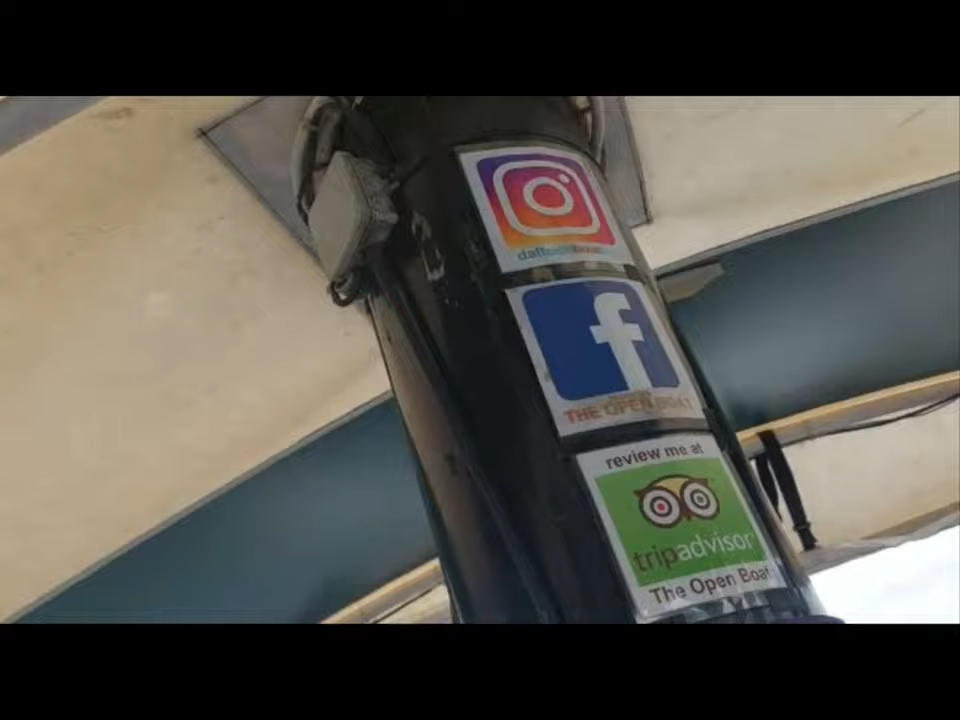 f
THE OPEN BOAT
review me at
tripadvisor
The Open Boat